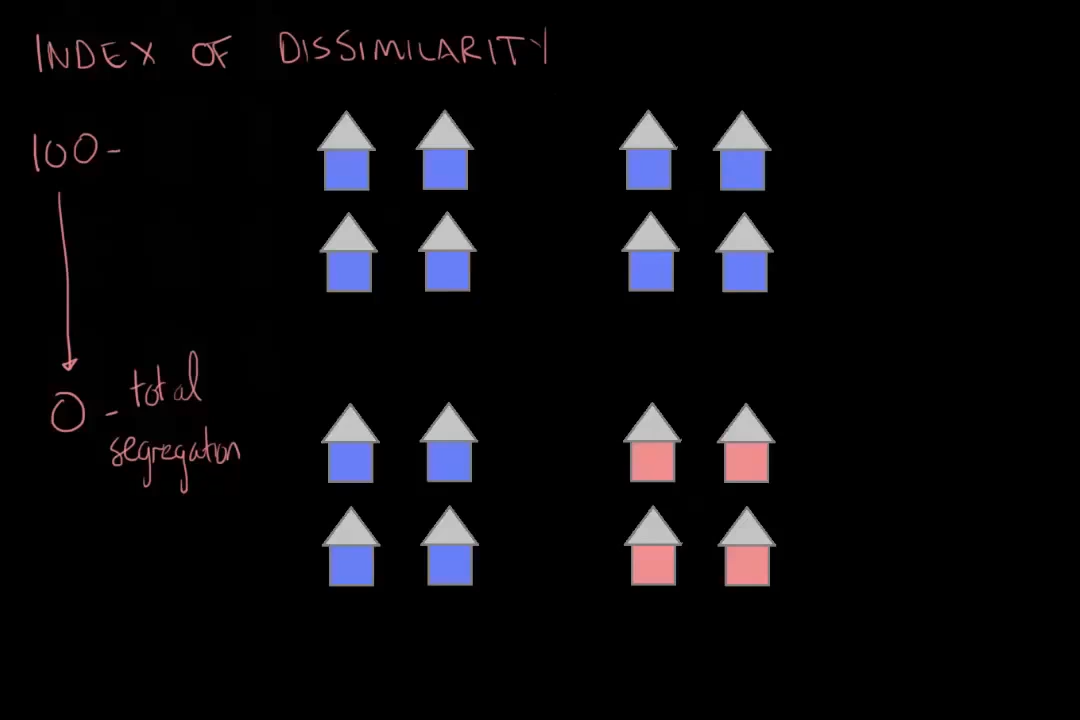 INDEX OF DISSIMILARITY
100-
0 - total
segregation